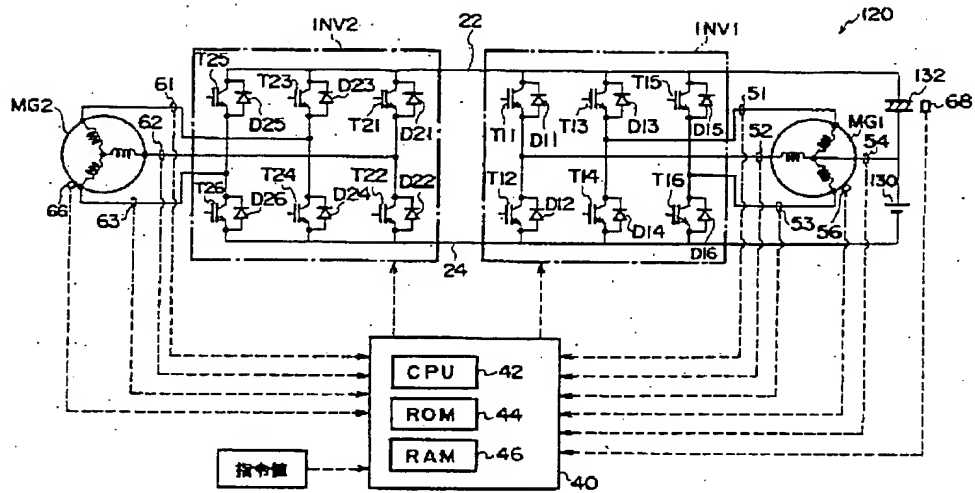 120
INV2
INV1
22
T25
T23
D23
T15
132
68
61
51
MG2
62
D25
T21
D21
T11
D11
T13
D13
D15
52
MG1
54
T26
T24
T22
D22
T12
T14
T16
130
66
63
D26
D24
D12
D14
D16
53
56
24
CPU
42
ROM
44
RAM
46
指令値
40